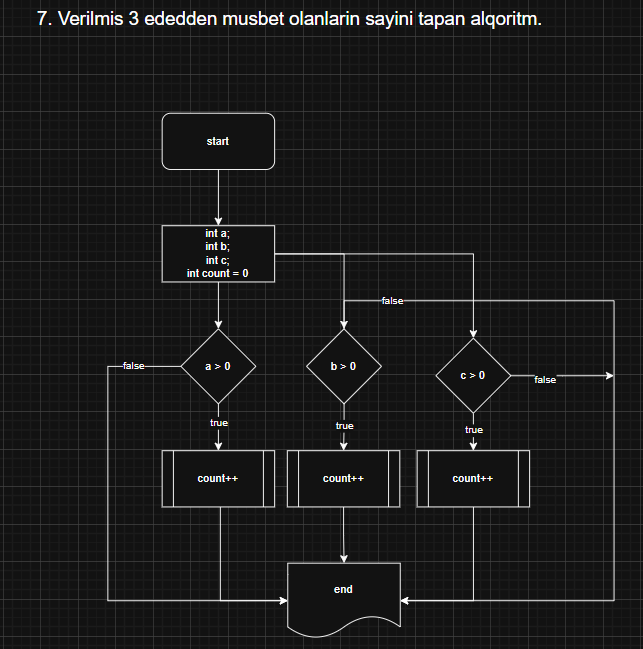 7. Verilmis 3 ededden musbet olanlarin sayini tapan alqoritm.
start
int a;
int b;
int c;
int count = 0
false
false
a > 0
b > 0
c > 0
false
true
true
true
count++
count++
count++
end